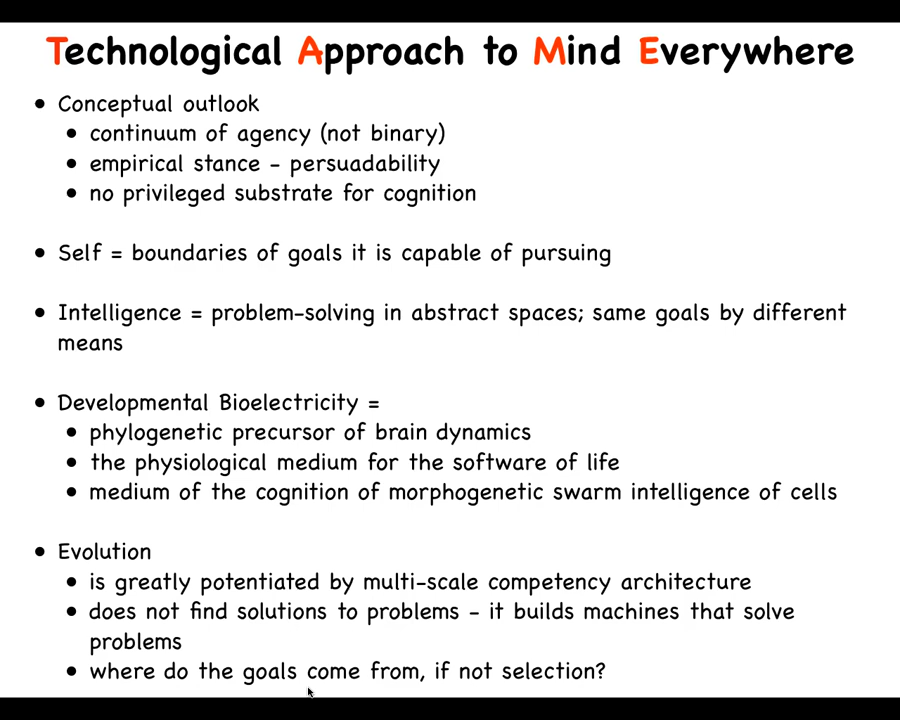 Technological Approach to Mind Everywhere
• Conceptual outlook
• continuum of agency (not binary)
• empirical stance - persuadability
• no privileged substrate for cognition
• Self = boundaries of goals it is capable of pursuing
• Intelligence = problem-solving in abstract spaces; same goals by different
means
• Developmental Bioelectricity =
• phylogenetic precursor of brain dynamics
• the physiological medium for the software of life
• medium of the cognition of morphogenetic swarm intelligence of cells
• Evolution
• is greatly potentiated by multi-scale competency architecture
• does not find solutions to problems - it builds machines that solve
problems
• where do the goals come from, if not selection?